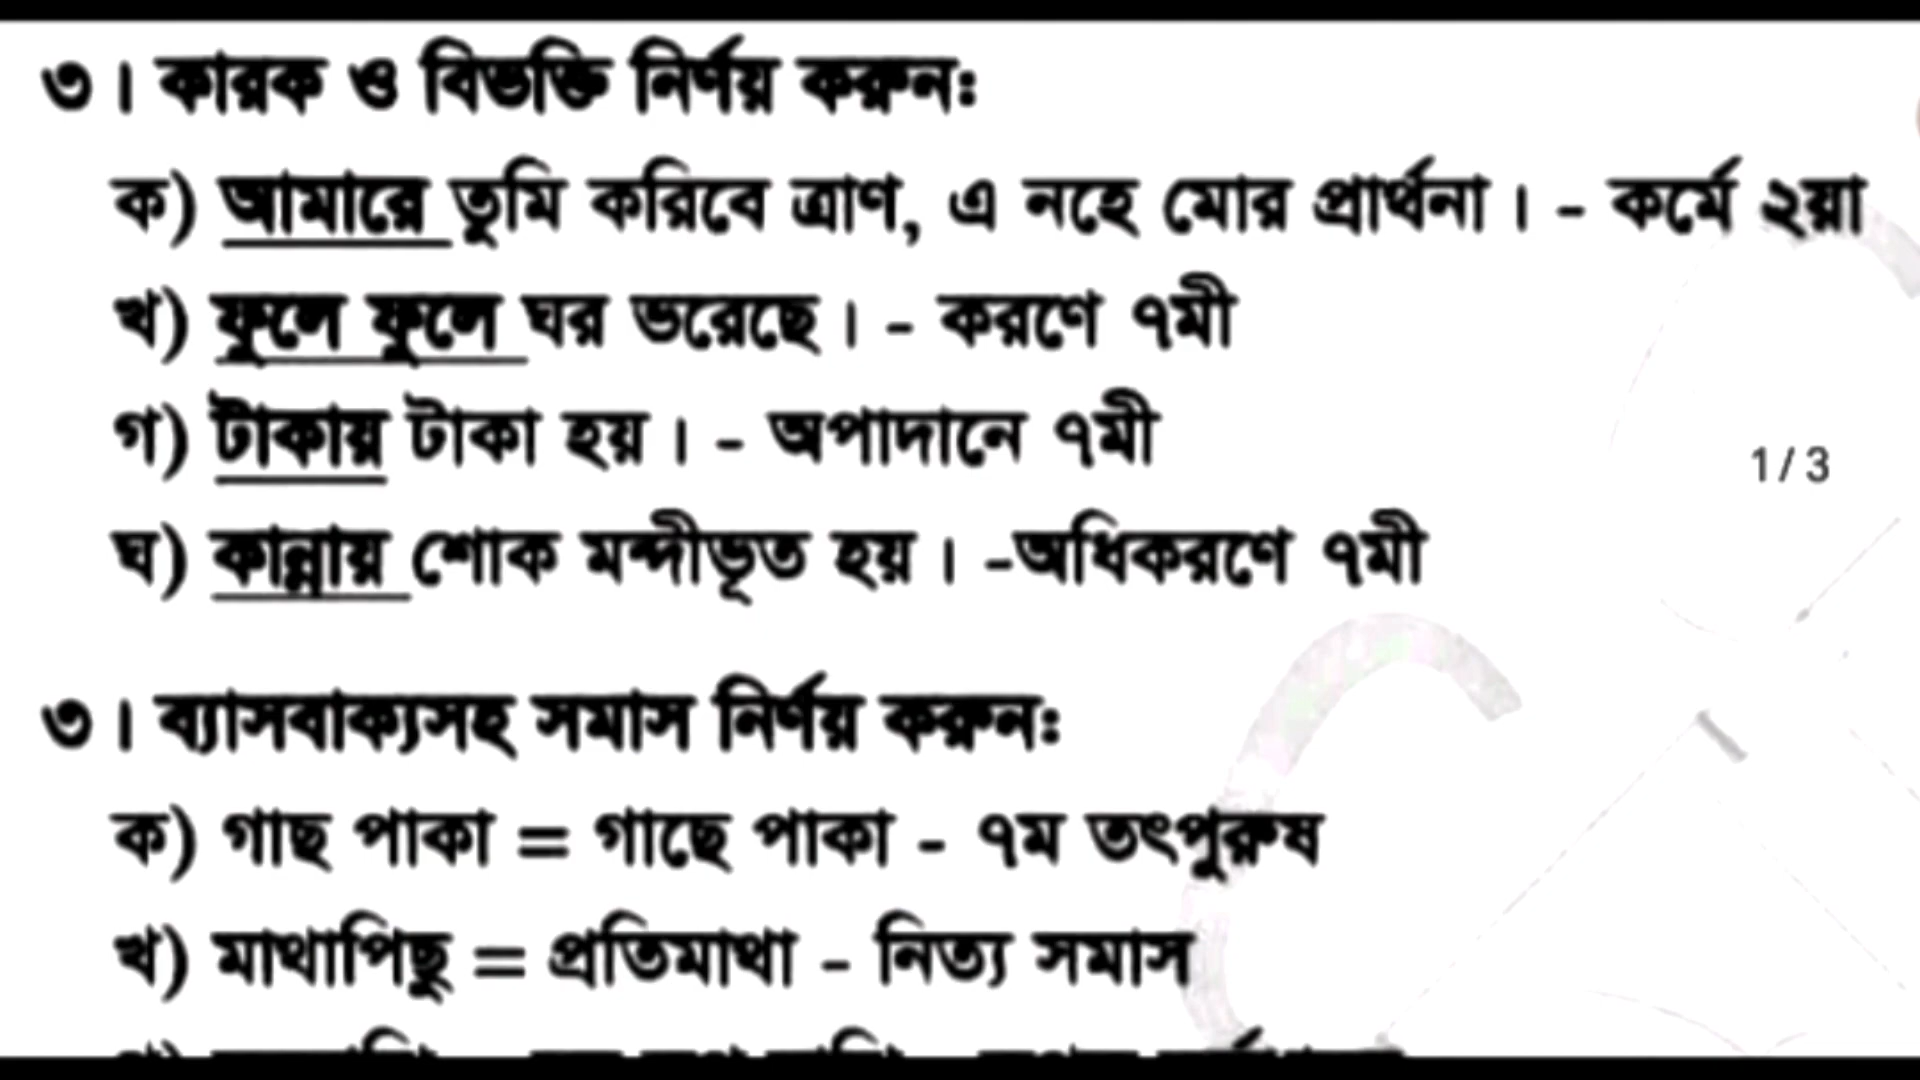 ৩। কারক ও বিভক্তি নির্ণয় করুনঃ
ক) আমারে তুমি করিবে ত্রাণ, এ নহে মোর প্রার্থনা। - কর্মে ২য়া
খ) ফুলে ফুলে ঘর ভরেছে। - করণে ৭মী
গ) টাকায় টাকা হয়। - অপাদানে ৭মী
1 / 3
ঘ) কান্নায় শোক মন্দীভূত হয়। -অধিকরণে ৭মী
৩। ব্যাসবাক্যসহ সমাস নির্ণয় করুনঃ
ক) গাছ পাকা = গাছে পাকা - ৭ম তৎপুরুষ
খ) মাথাপিছু = প্রতিমাথা - নিত্য সমাস